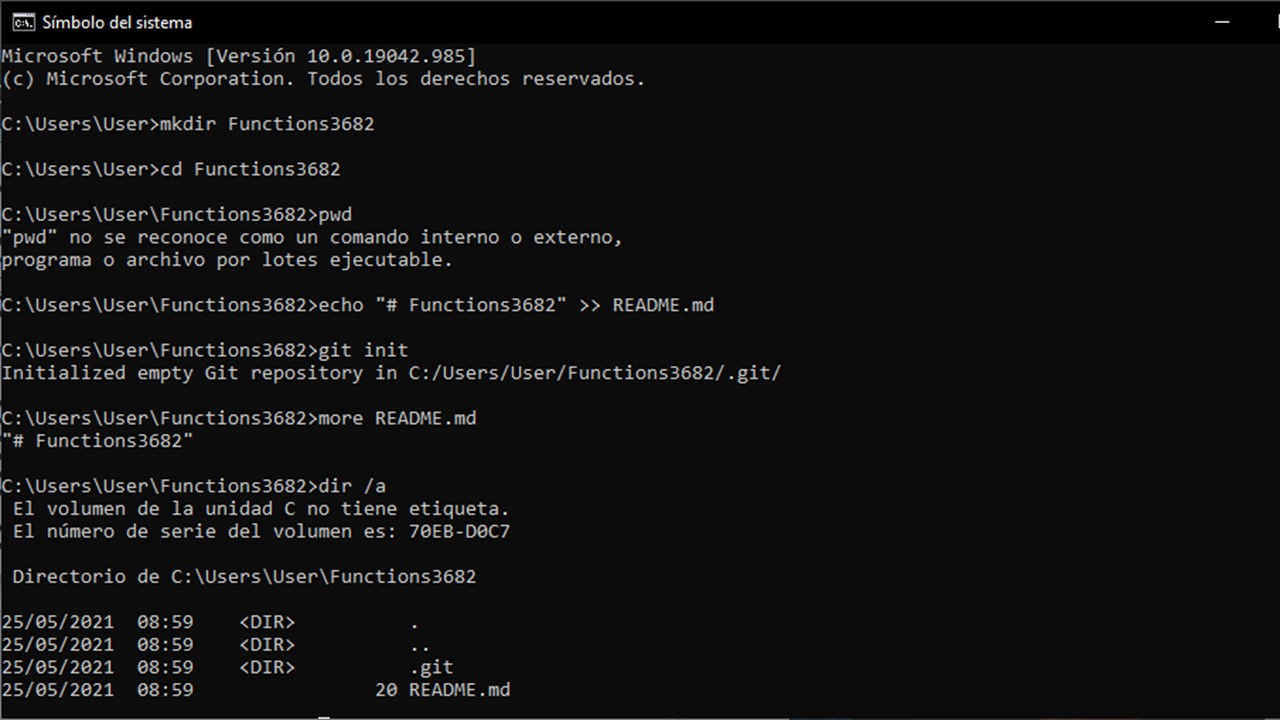 Símbolo del sistema
Microsoft Windows [Versión 10.0.19042.985]
(c) Microsoft Corporation. Todos los derechos reservados.
C:\Users\User>mkdir Functions3682
C:\Users\User>cd Functions3682
C:\Users\User\Functions3682>pwd
"pwd" no se reconoce como un comando interno o externo,
programa o archivo por lotes ejecutable.
C:\Users\User\Functions3682>echo "# Functions3682" >> README.md
C:\Users\User\Functions3682>git init
Initialized empty Git repository in C:/Users/User/Functions3682/.git/
C:\Users\User\Functions3682>more README.md
"# Functions3682"
C:\Users\User\Functions3682>dir /a
El volumen de la unidad C no tiene etiqueta.
El número de serie del volumen es: 70EB-D0C7
Directorio de C:\Users\User\Functions3682
25/05/2021  08:59    <DIR>          .
25/05/2021  08:59    <DIR>          ..
25/05/2021  08:59    <DIR>          .git
25/05/2021  08:59                20 README.md